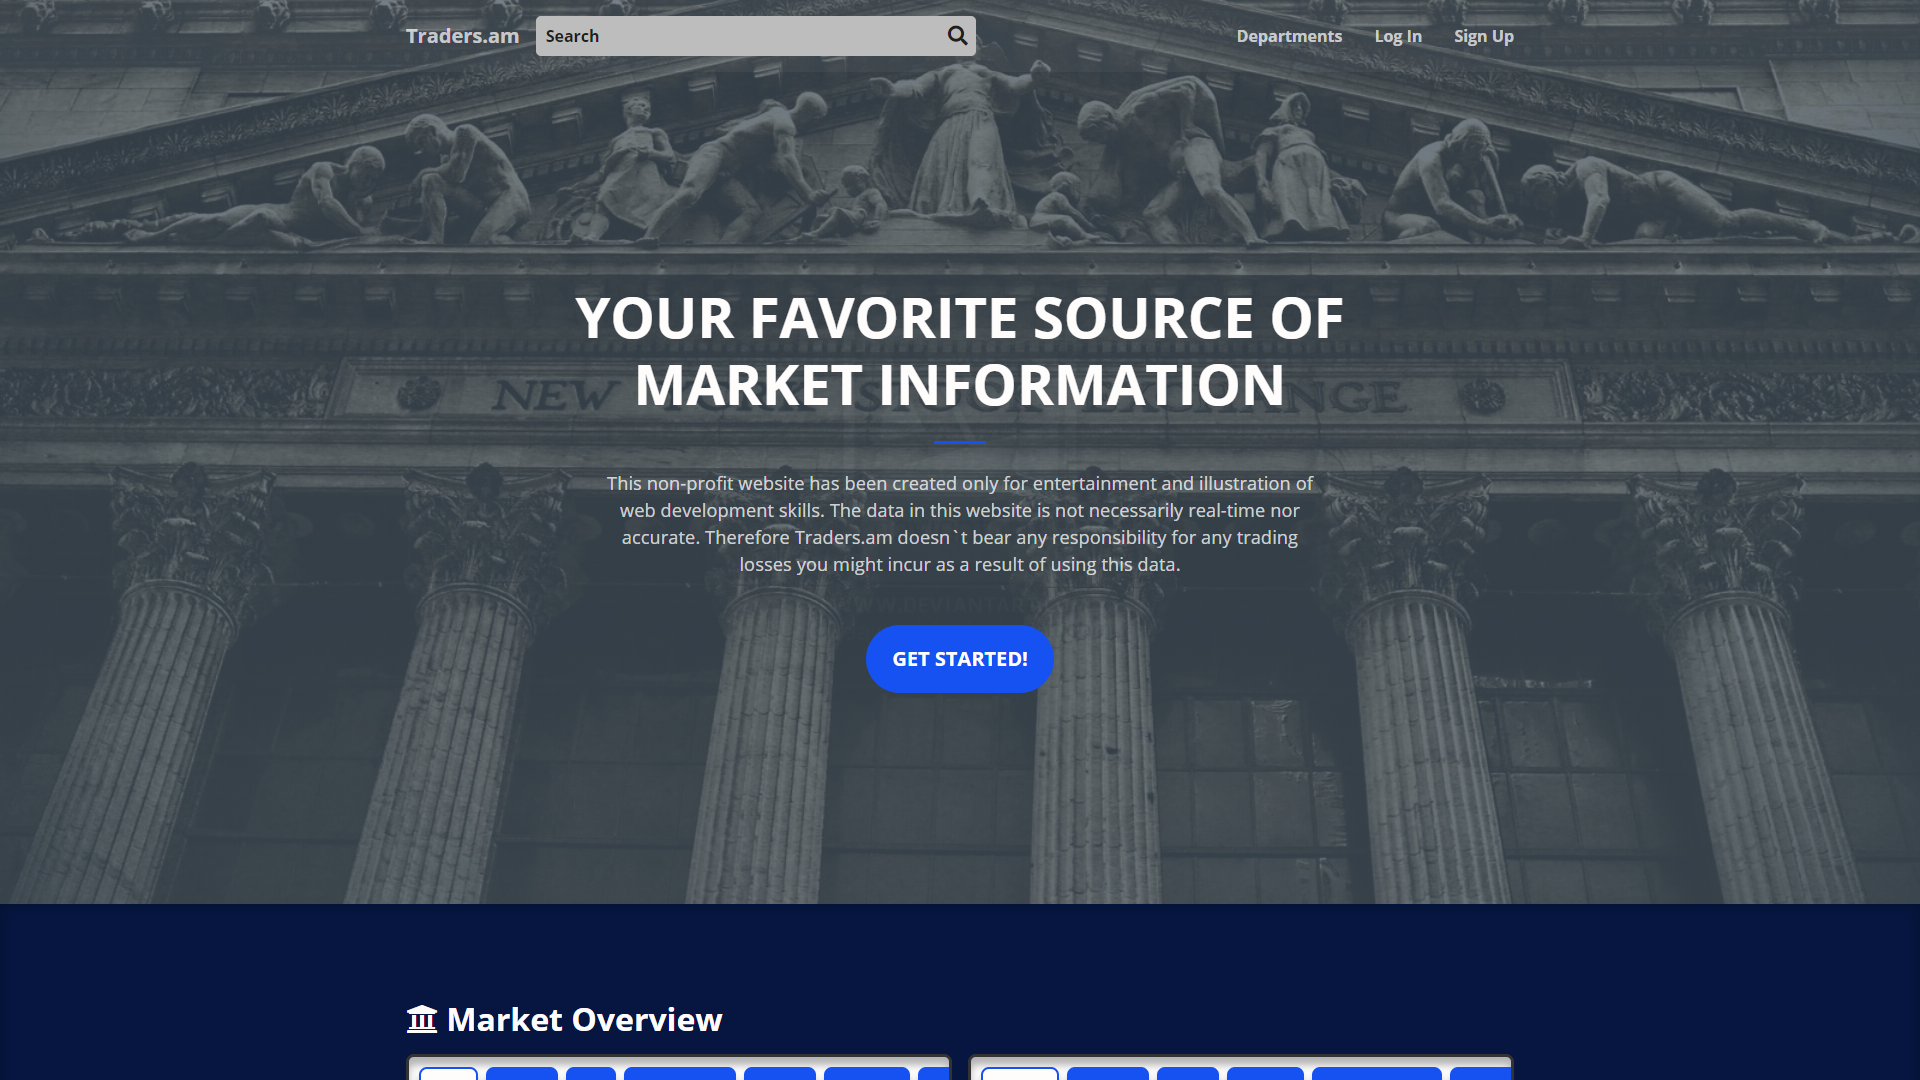 Traders.am
Search
Departments
Log In
Sign Up
YOUR FAVORITE SOURCE OF
MARKET INFORMATION
NEW
This non-profit website has been created only for entertainment and illustration of
web development skills. The data in this website is not necessarily real-time nor
accurate. Therefore Traders.am doesn`t bear any responsibility for any trading
losses you might incur as a result of using this data.
GET STARTED!
Market Overview